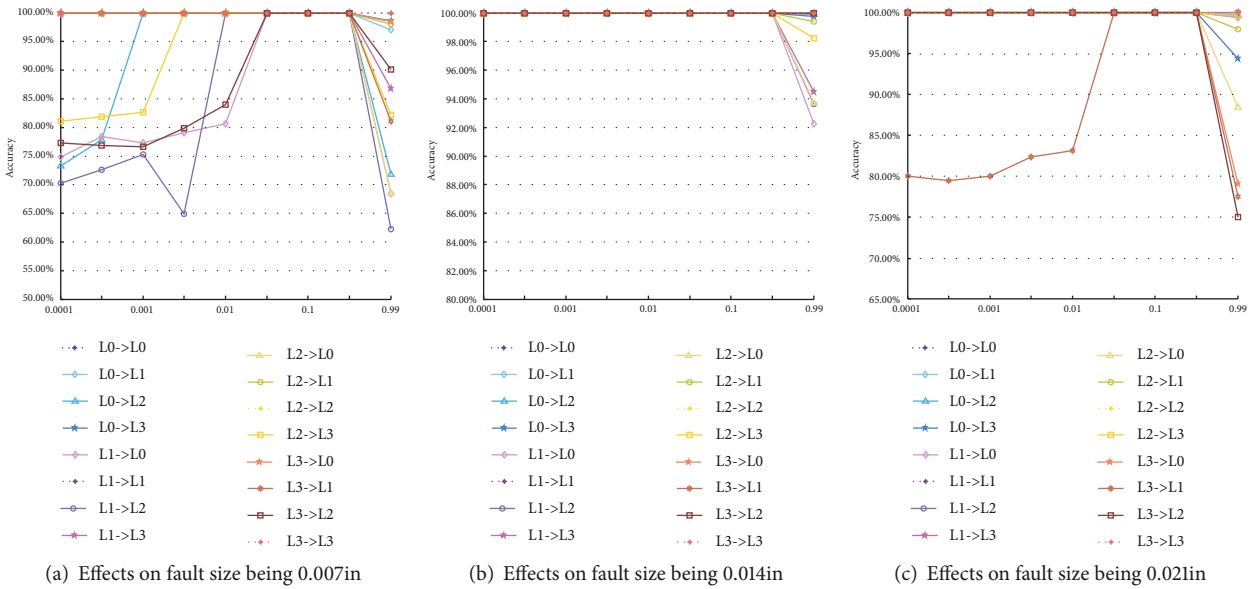 100.00%
95.00%
90.00%
85.00%
80.00%
75.00%
70.00%
65.00%
60.00%
55.00%
50.00%
Accuracy
0.0001
0.001
0.01
0.1
0.99
L0->L0
L0->L1
L0->L2
L0->L3
L1->L0
L1->L1
L1->L2
L1->L3
L2->L0
L2->L1
L2->L2
L2->L3
L3->L0
L3->L1
L3->L2
L3->L3
(a) Effects on fault size being 0.007in
100.00%
98.00%
96.00%
94.00%
92.00%
90.00%
88.00%
86.00%
84.00%
82.00%
80.00%
Accuracy
0.0001
0.001
0.01
0.1
0.99
L0->L0
L0->L1
L0->L2
L0->L3
L1->L0
L1->L1
L1->L2
L1->L3
L2->L0
L2->L1
L2->L2
L2->L3
L3->L0
L3->L1
L3->L2
L3->L3
(b) Effects on fault size being 0.014in
100.00%
95.00%
90.00%
85.00%
80.00%
75.00%
70.00%
65.00%
Accuracy
0.0001
0.001
0.01
0.1
0.99
L0->L0
L0->L1
L0->L2
L0->L3
L1->L0
L1->L1
L1->L2
L1->L3
L2->L0
L2->L1
L2->L2
L2->L3
L3->L0
L3->L1
L3->L2
L3->L3
(c) Effects on fault size being 0.021in